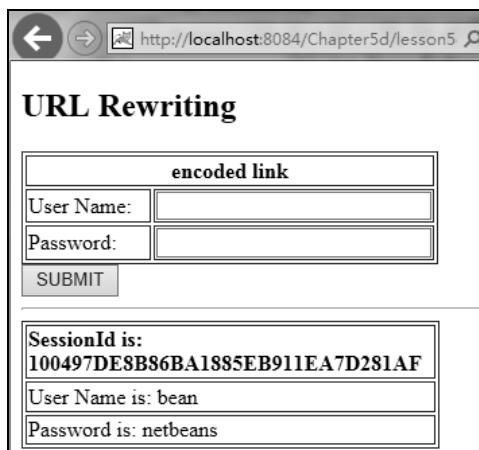 http://localhost:8084/Chapter5d/lesson5
URL Rewriting
encoded link
User Name:
Password:
SUBMIT
SessionId is:
100497DE8B86BA1885EB911EA7D281AF
User Name is: bean
Password is: netbeans